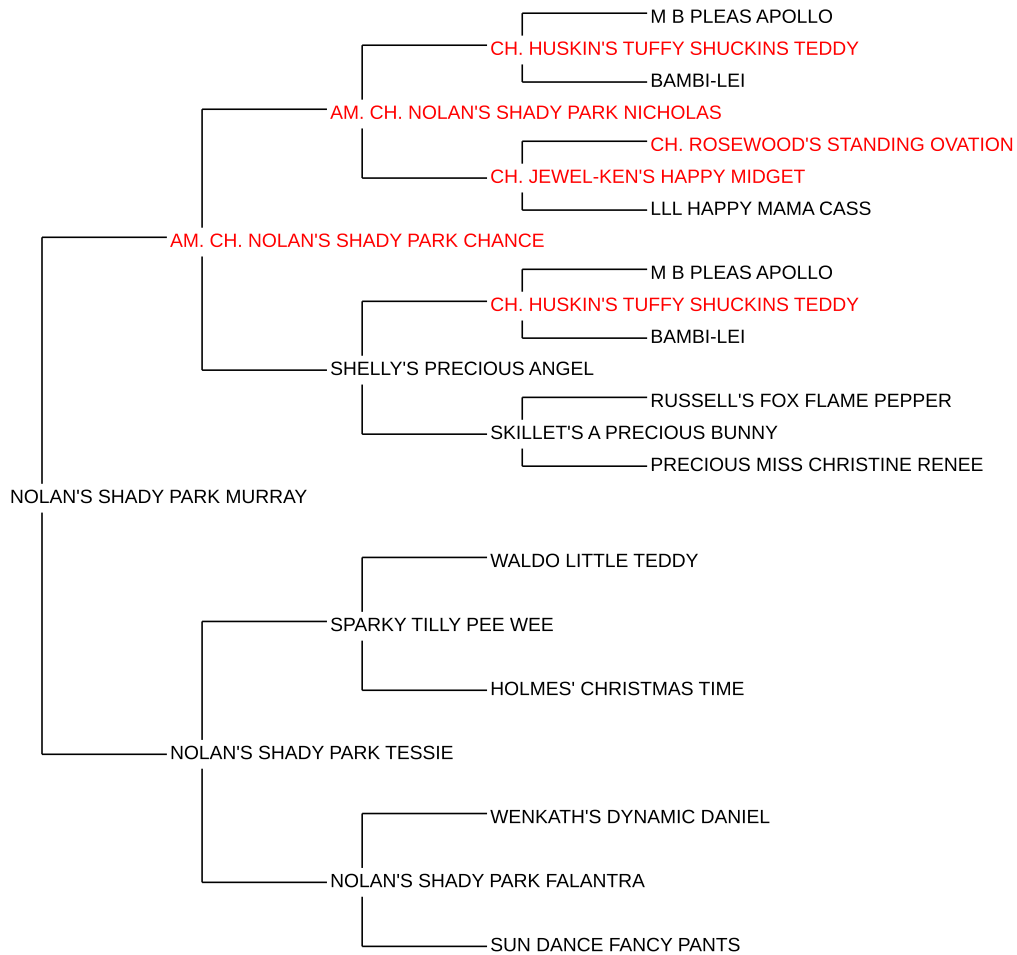 M B PLEAS APOLLO
CH. HUSKIN'S TUFFY SHUCKINS TEDDY
BAMBI-LEI
AM. CH. NOLAN'S SHADY PARK NICHOLAS
CH. ROSEWOOD'S STANDING OVATION
CH. JEWEL-KEN'S HAPPY MIDGET
LLL HAPPY MAMA CASS
AM. CH. NOLAN'S SHADY PARK CHANCE
M B PLEAS APOLLO
CH. HUSKIN'S TUFFY SHUCKINS TEDDY
BAMBI-LEI
SHELLY'S PRECIOUS ANGEL
RUSSELL'S FOX FLAME PEPPER
SKILLET'S A PRECIOUS BUNNY
PRECIOUS MISS CHRISTINE RENEE
NOLAN'S SHADY PARK MURRAY
WALDO LITTLE TEDDY
SPARKY TILLY PEE WEE
HOLMES' CHRISTMAS TIME
NOLAN'S SHADY PARK TESSIE
WENKATH'S DYNAMIC DANIEL
NOLAN'S SHADY PARK FALANTRA
SUN DANCE FANCY PANTS